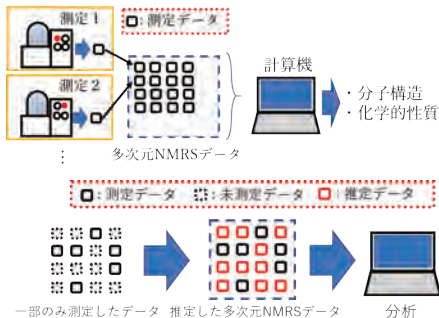 測定1
：測定データ
測定2
計算機
・分子構造
・化学的性質
⋮
多次元NMRSデータ
：測定データ ：未測定データ ：推定データ
一部のみ測定したデータ 推定した多次元NMRSデータ 分析